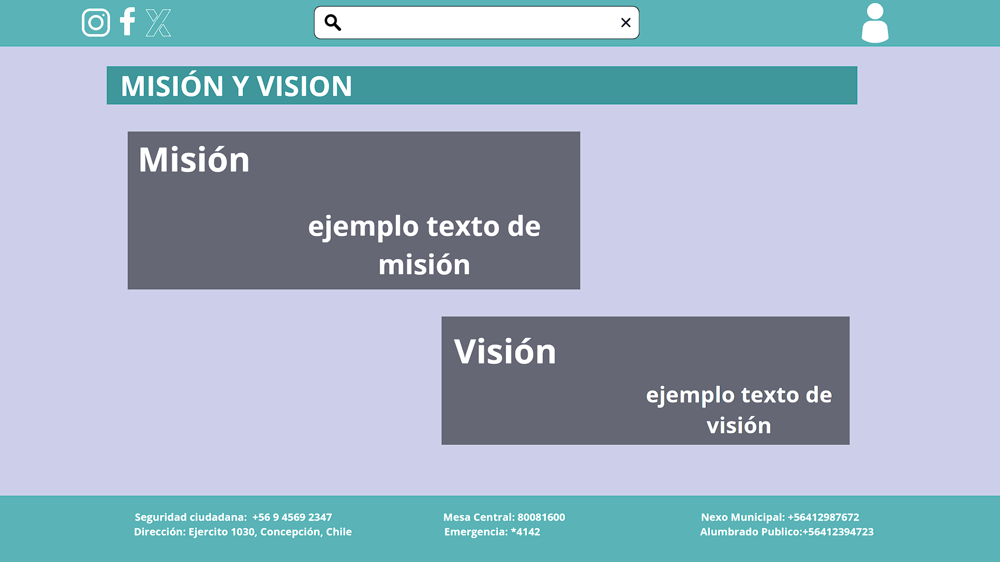 MISIÓN Y VISION
Misión
ejemplo texto de
misión
Visión
ejemplo texto de
visión
Seguridad ciudadana:  +56 9 4569 2347
Dirección: Ejercito 1030, Concepción, Chile
Mesa Central: 80081600
Emergencia: *4142
Nexo Municipal: +56412987672
Alumbrado Publico:+56412394723